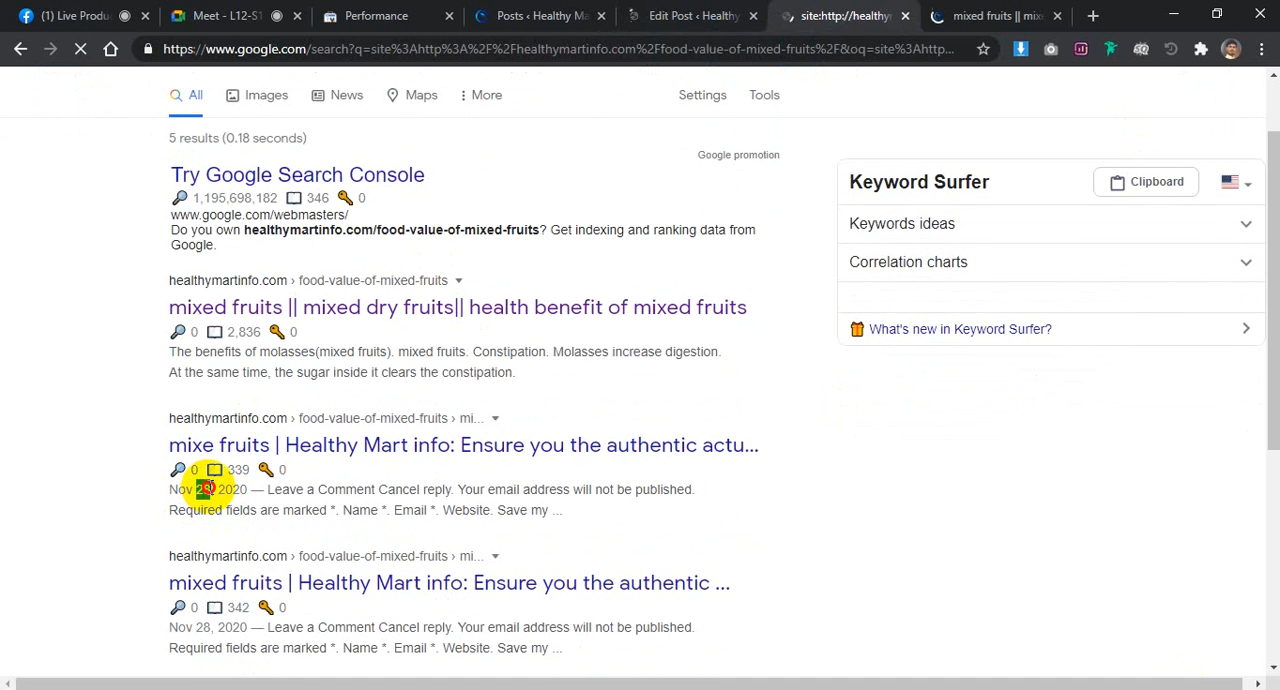 (1) Live Produ
Meet - L12-S1
Performance
Posts ‹ Healthy Ma
Edit Post ‹ Healthy
site:http://healthy
mixed fruits || mixe
https://www.google.com/search?q=site%3Ahttp%3A%2F%2Fhealthymartinfo.com%2Ffood-value-of-mixed-fruits%2F&oq=site%3Ahttp...
All
Images
News
Maps
More
Settings
Tools
5 results (0.18 seconds)
Google promotion
Try Google Search Console
1,195,698,182 346 0
www.google.com/webmasters/
Do you own healthymartinfo.com/food-value-of-mixed-fruits? Get indexing and ranking data from
Google.
healthymartinfo.com › food-value-of-mixed-fruits
mixed fruits || mixed dry fruits|| health benefit of mixed fruits
0 2,836 0
The benefits of molasses(mixed fruits). mixed fruits. Constipation. Molasses increase digestion.
At the same time, the sugar inside it clears the constipation.
healthymartinfo.com › food-value-of-mixed-fruits › mi...
mixe fruits | Healthy Mart info: Ensure you the authentic actu...
0 339 0
Nov 2020 — Leave a Comment Cancel reply. Your email address will not be published.
Required fields are marked *. Name *. Email *. Website. Save my ...
healthymartinfo.com › food-value-of-mixed-fruits › mi...
mixed fruits | Healthy Mart info: Ensure you the authentic ...
0 342 0
Nov 28, 2020 — Leave a Comment Cancel reply. Your email address will not be published.
Required fields are marked *. Name *. Email *. Website. Save my ...
Keyword Surfer
Clipboard
Keywords ideas
Correlation charts
What's new in Keyword Surfer?